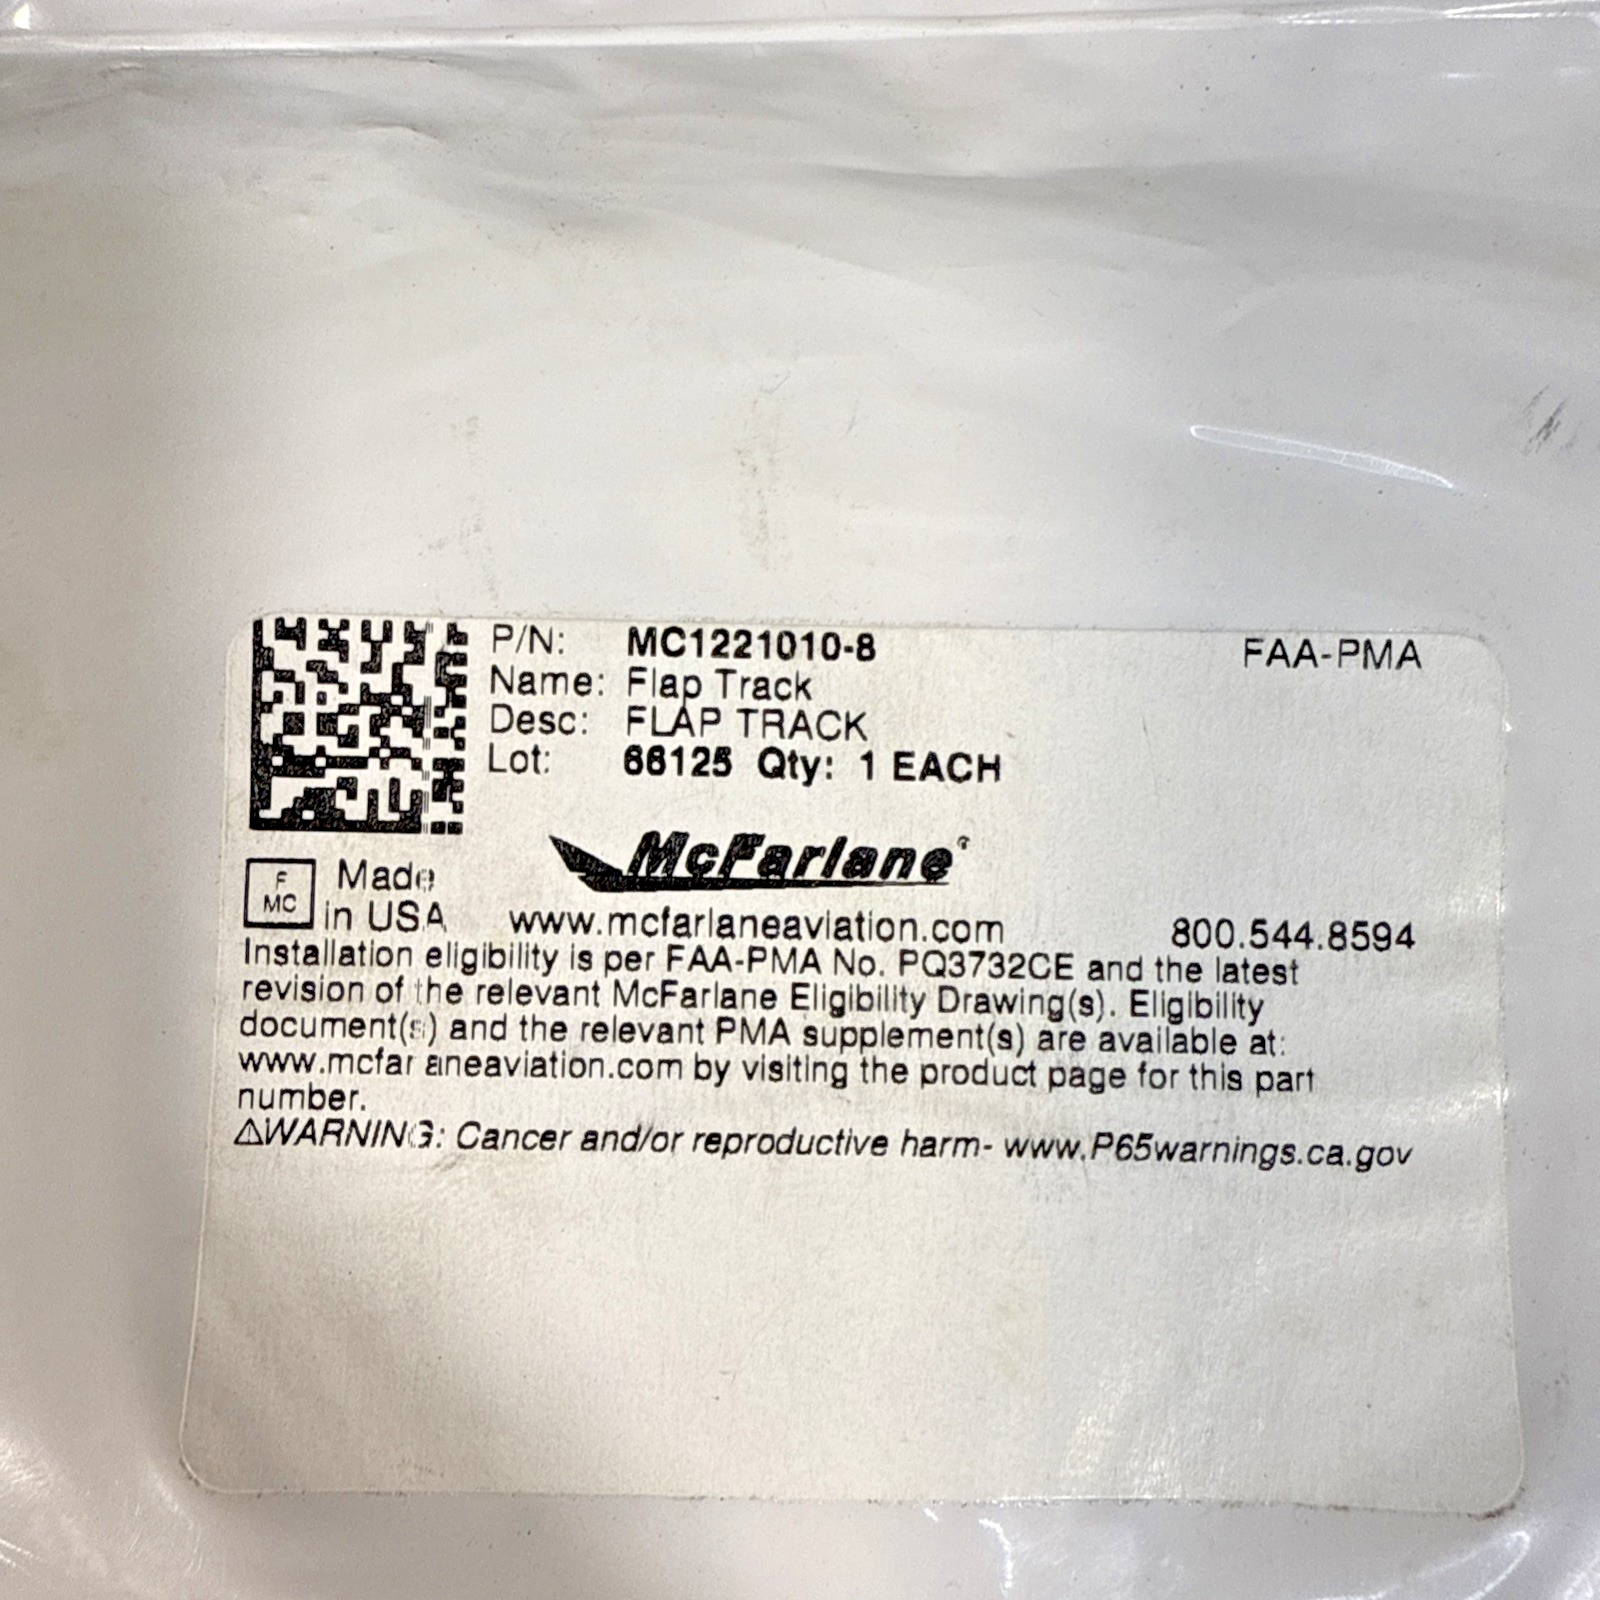 P/N: MC1221010-8 FAA-PMA
Name: Flap Track
Desc: FLAP TRACK
Lot: 66125 Qty: 1 EACH
McFarlane®
F
MC
Made
in USA
www.mcfarlaneaviation.com 800.544.8594
Installation eligibility is per FAA-PMA No. PQ3732CE and the latest
revision of the relevant McFarlane Eligibility Drawing(s). Eligibility
document(s) and the relevant PMA supplement(s) are available at:
www.mcfarlaneaviation.com by visiting the product page for this part
number.
⚠WARNING: Cancer and/or reproductive harm- www.P65warnings.ca.gov